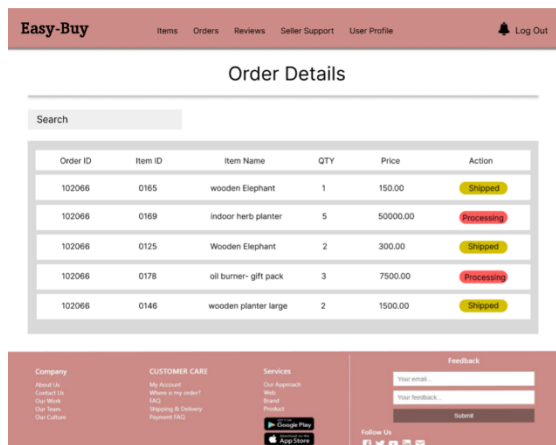 Easy-Buy Items Orders Reviews Seller Support User Profile Log Out
Order Details
Search
Order ID Item ID Item Name QTY Price Action
102066 0165 wooden Elephant 1 150.00 Shipped
102066 0169 indoor herb planter 5 50000.00 Processing
102066 0125 Wooden Elephant 2 300.00 Shipped
102066 0178 oil burner- gift pack 3 7500.00 Processing
102066 0146 wooden planter large 2 1500.00 Shipped
Company
About Us
Contact Us
Our Work
Our Team
Our Culture
CUSTOMER CARE
My Account
Where is my order?
FAQ
Shipping & Delivery
Payment FAQ
Services
Our Approach
Web
Brand
Product
Google Play
App Store
Feedback
Your email...
Your feedback...
Submit
Follow Us